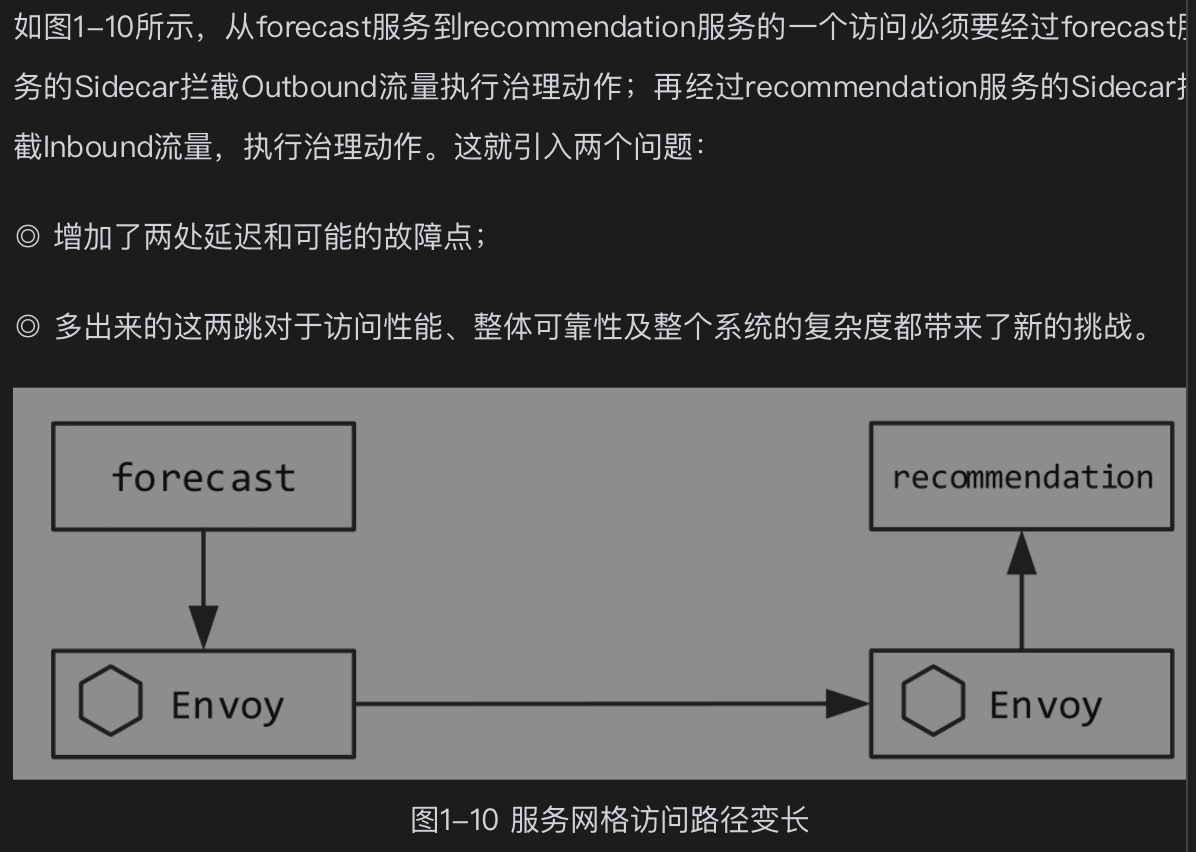 如图1-10所示，从forecast服务到recommendation服务的一个访问必须要经过forecast
务的Sidecar拦截Outbound流量执行治理动作；再经过recommendation服务的Sidecar
截Inbound流量，执行治理动作。这就引入两个问题：
◎ 增加了两处延迟和可能的故障点；
◎ 多出来的这两跳对于访问性能、整体可靠性及整个系统的复杂度都带来了新的挑战。
forecast
recommendation
Envoy
Envoy
图1-10 服务网格访问路径变长